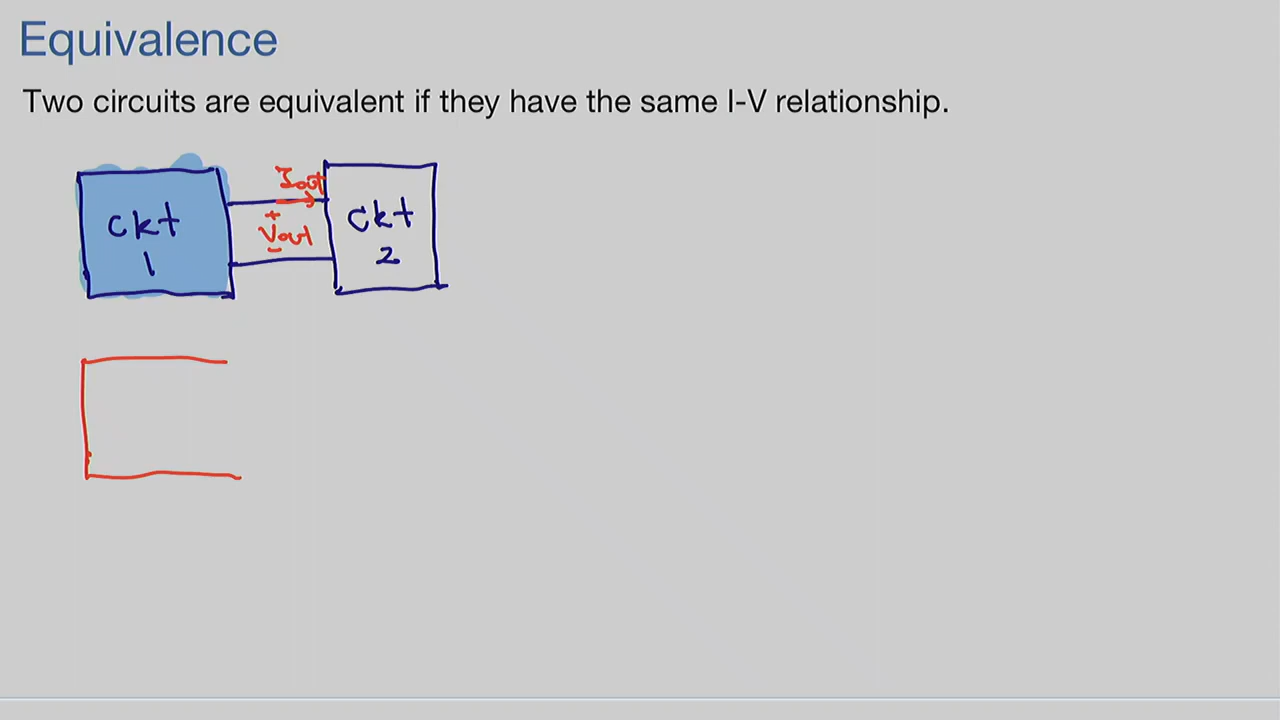 Equivalence
Two circuits are equivalent if they have the same I-V relationship.
Iout
ckt
1
+
Vout
-
ckt
2